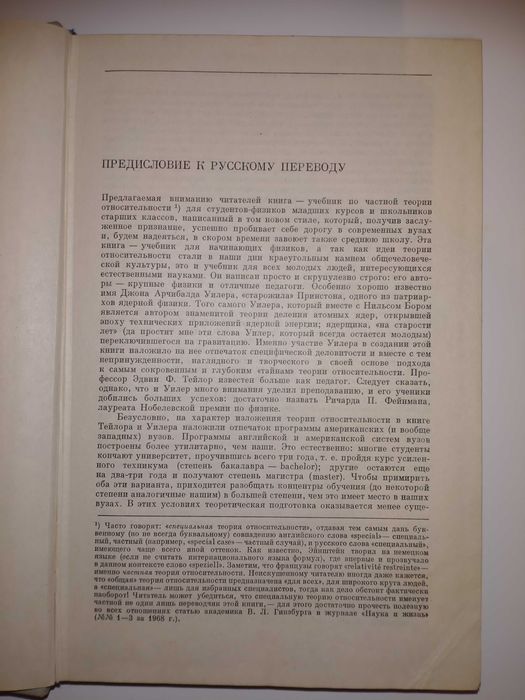 ПРЕДИСЛОВИЕ К РУССКОМУ ПЕРЕВОДУ
Предлагаемая вниманию читателей книга — учебник по частной теории
относительности ¹) для студентов-физиков младших курсов и школьников
старших классов, написанный в том новом стиле, который, получив заслу-
женное признание, успешно пробивает себе дорогу в современных вузах
и, будем надеяться, в скором времени завоюет также среднюю школу. Эта
книга — учебник для начинающих физиков, а так как идеи теории
относительности стали в наши дни краеугольным камнем общечеловече-
ской культуры, это и учебник для всех молодых людей, интересующихся
естественными науками. Он написан просто и скрупулезно строго: его авто-
ры — крупные физики и отличные педагоги. Особенно хорошо известно
имя Джона Арчибалда Уилера, «старожила» Принстона, одного из патриар-
хов ядерной физики. Того самого Уилера, который вместе с Нильсом Бором
является автором знаменитой теории деления атомных ядер, открывшей
эпоху технических приложений ядерной энергии; ядерщика, «на старости
лет» (да простит мне эти слова Уилер, который всегда остается молодым)
переключившегося на гравитацию. Именно участие Уилера в создании этой
книги наложило на нее отпечаток специфической деловитости и вместе с тем
непринужденности, наглядного и творческого в своей основе подхода
к самым сокровенным и глубоким «тайнам» теории относительности. Про-
фессор Эдвин Ф. Тейлор известен больше как педагог. Следует сказать,
однако, что и Уилер много внимания уделил преподаванию, и его ученики
добились больших успехов: достаточно назвать Ричарда П. Фейнмана,
лауреата Нобелевской премии по физике.
Безусловно, на характер изложения теории относительности в книге
Тейлора и Уилера наложили отпечаток программы американских (и вообще
западных) вузов. Программы английской и американской систем вузов
построены более утилитарно, чем наши. Это естественно: многие студенты
кончают университет, проучившись всего три года, т. е. пройдя курс усилен-
ного техникума (степень бакалавра — bachelor); другие остаются еще
на два-три года и получают степень магистра (master). Чтобы примирить
оба эти варианта, приходится разобщать концентры обучения (до некоторой
степени аналогичные нашим) в большей степени, чем это имеет место в наших
вузах. В этих условиях теоретическая подготовка оказывается менее суще-
¹) Часто говорят: «специальная теория относительности», отдавая тем самым дань бук-
венному (но не всегда буквальному) совпадению английского слова «special» — специаль-
ный, частный (например, «special case» — частный случай), и русского слова «специальный»,
имеющего чаще всего иной оттенок. Как известно, Эйнштейн творил на немецком
языке (если не считать интернационального языка формул), где впервые и прозвучало
в данном контексте слово «speziell». Заметим, что французы говорят «relativité restreinte» —
именно частная теория относительности. Неискушенному читателю иногда даже кажется,
что «общая» теория относительности предназначена «для всех», для широкого круга людей,
а «специальная» — лишь для избранных специалистов, тогда как дело обстоит фактически
наоборот! Читатель может убедиться, что специальную теорию относительности именует
частной не один лишь переводчик этой книги, — для этого достаточно прочесть полезную
во всех отношениях статью академика В. Л. Гинзбурга в журнале «Наука и жизнь»
(№№ 1—3 за 1968 г.).